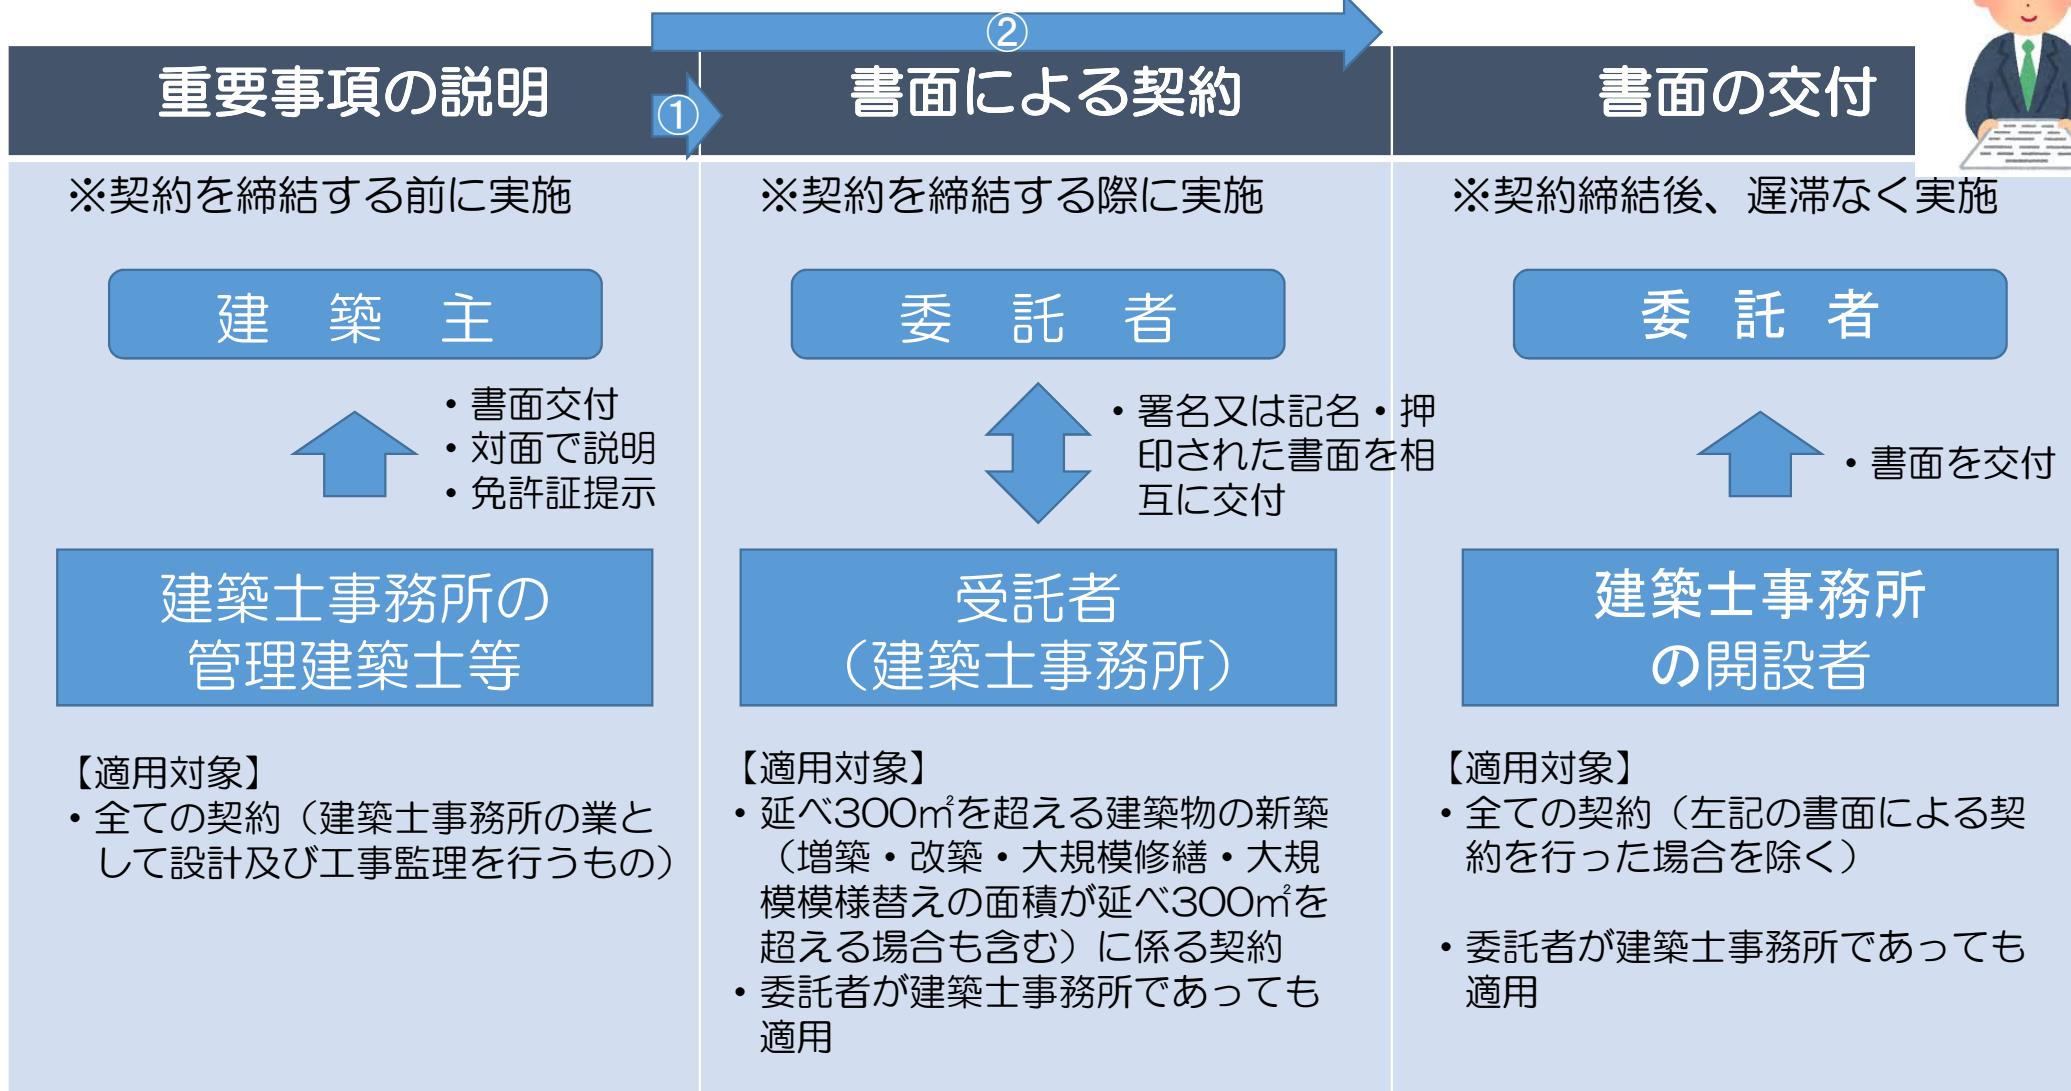 ②
重要事項の説明
①
書面による契約
書面の交付
※契約を締結する前に実施
建 築 主
・書面交付
・対面で説明
・免許証提示
建築士事務所の
管理建築士等
【適用対象】
・全ての契約（建築士事務所の業と
して設計及び工事監理を行うもの）
※契約を締結する際に実施
委 託 者
・署名又は記名・押
印された書面を相
互に交付
受託者
（建築士事務所）
【適用対象】
・延べ300㎡を超える建築物の新築
（増築・改築・大規模修繕・大規
模模様替えの面積が延べ300㎡を
超える場合も含む）に係る契約
・委託者が建築士事務所であっても
適用
※契約締結後、遅滞なく実施
委 託 者
・書面を交付
建築士事務所
の開設者
【適用対象】
・全ての契約（左記の書面による契
約を行った場合を除く）
・委託者が建築士事務所であっても
適用